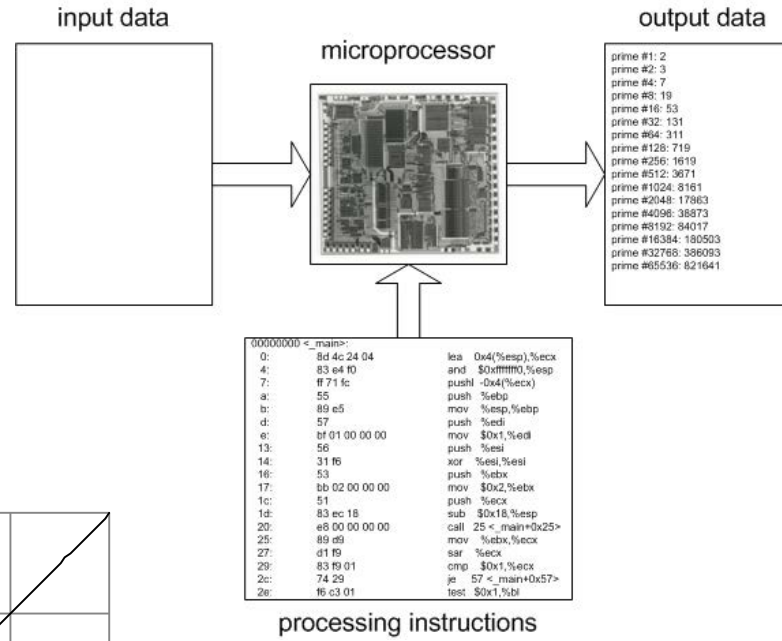 input data
microprocessor
output data
prime #1: 2
prime #2: 3
prime #4: 7
prime #8: 19
prime #16: 53
prime #32: 131
prime #64: 311
prime #128: 719
prime #256: 1619
prime #512: 3671
prime #1024: 8161
prime #2048: 17863
prime #4096: 38873
prime #8192: 84017
prime #16384: 180503
prime #32768: 386093
prime #65536: 821641
00000000 <_main>:
0: 8d 4c 24 04 lea 0x4(%esp),%ecx
4: 83 e4 f0 and $0xfffffff0,%esp
7: ff 71 fc pushl -0x4(%ecx)
a: 55 push %ebp
b: 89 e5 mov %esp,%ebp
d: 57 push %edi
e: bf 01 00 00 00 mov $0x1,%edi
13: 56 push %esi
14: 31 f6 xor %esi,%esi
16: 53 push %ebx
17: bb 02 00 00 00 mov $0x2,%ebx
1c: 51 push %ecx
1d: 83 ec 18 sub $0x18,%esp
20: e8 00 00 00 00 call 25 <_main+0x25>
25: 89 d9 mov %ebx,%ecx
27: d1 f9 sar %ecx
29: 83 f9 01 cmp $0x1,%ecx
2c: 74 29 je 57 <_main+0x57>
2e: f6 c3 01 test $0x1,%bl
processing instructions